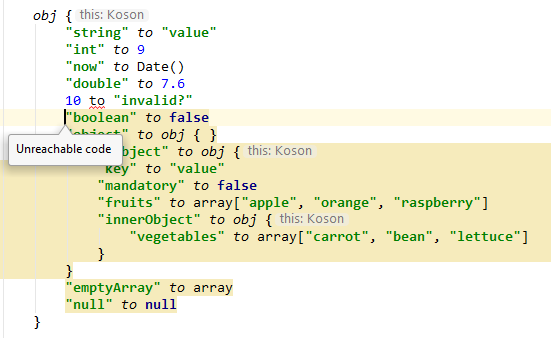 obj { this: Koson
"string" to "value"
"int" to 9
"now" to Date()
"double" to 7.6
10 to "invalid?"
"boolean" to false
to obj { }
Unreachable code
to obj { this: Koson
key" to "value"
"mandatory" to false
"fruits" to array["apple", "orange", "raspberry"]
"innerObject" to obj { this: Koson
"vegetables" to array["carrot", "bean", "lettuce"]
}
}
"emptyArray" to array
"null" to null
}